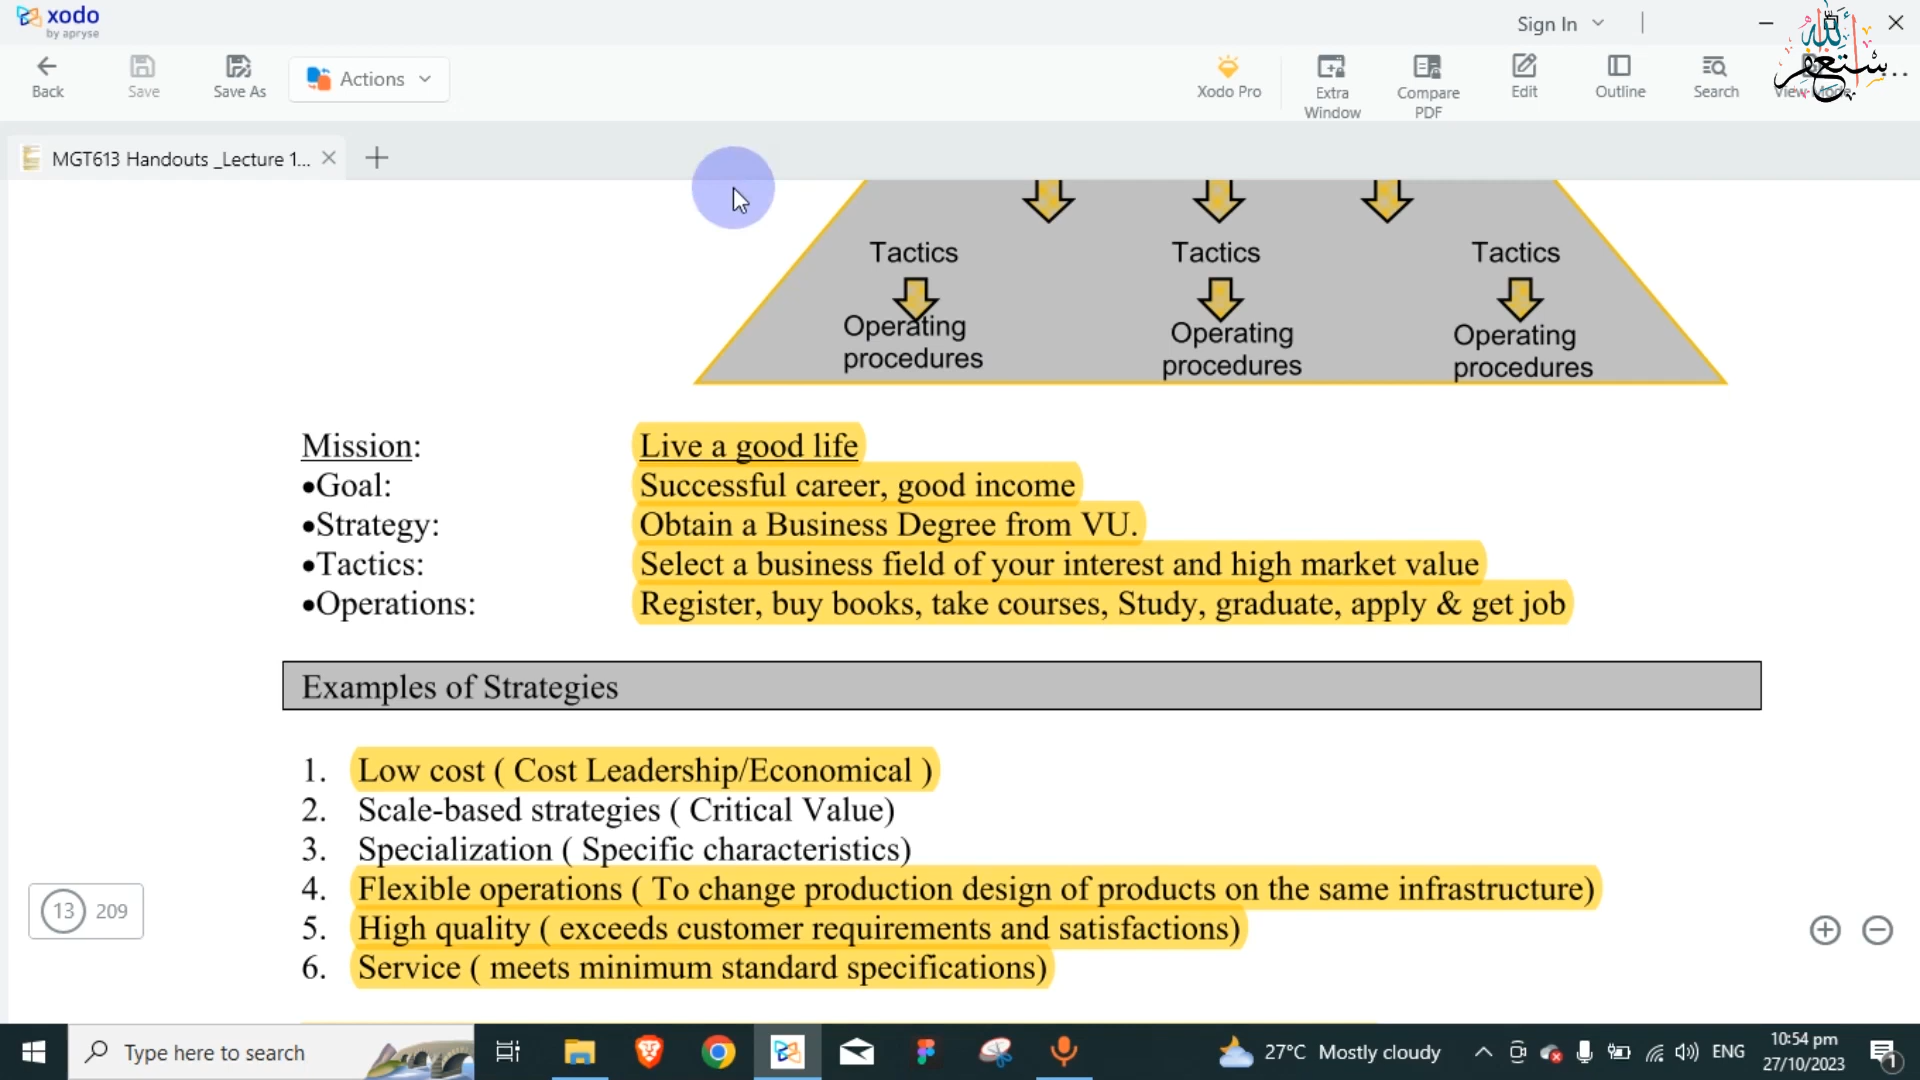 xodo
by apryse
Sign In
Back
Save
Save As
Actions
Xodo Pro
Extra Window
Compare PDF
Edit
Outline
Search
View Mode
MGT613 Handouts _Lecture 1...
Tactics Tactics Tactics
Operating procedures Operating procedures Operating procedures
Mission: Live a good life
•Goal: Successful career, good income
•Strategy: Obtain a Business Degree from VU.
•Tactics: Select a business field of your interest and high market value
•Operations: Register, buy books, take courses, Study, graduate, apply & get job
Examples of Strategies
1. Low cost ( Cost Leadership/Economical )
2. Scale-based strategies ( Critical Value)
3. Specialization ( Specific characteristics)
4. Flexible operations ( To change production design of products on the same infrastructure)
5. High quality ( exceeds customer requirements and satisfactions)
6. Service ( meets minimum standard specifications)
13 209
Type here to search
27°C Mostly cloudy
ENG
10:54 pm
27/10/2023
1